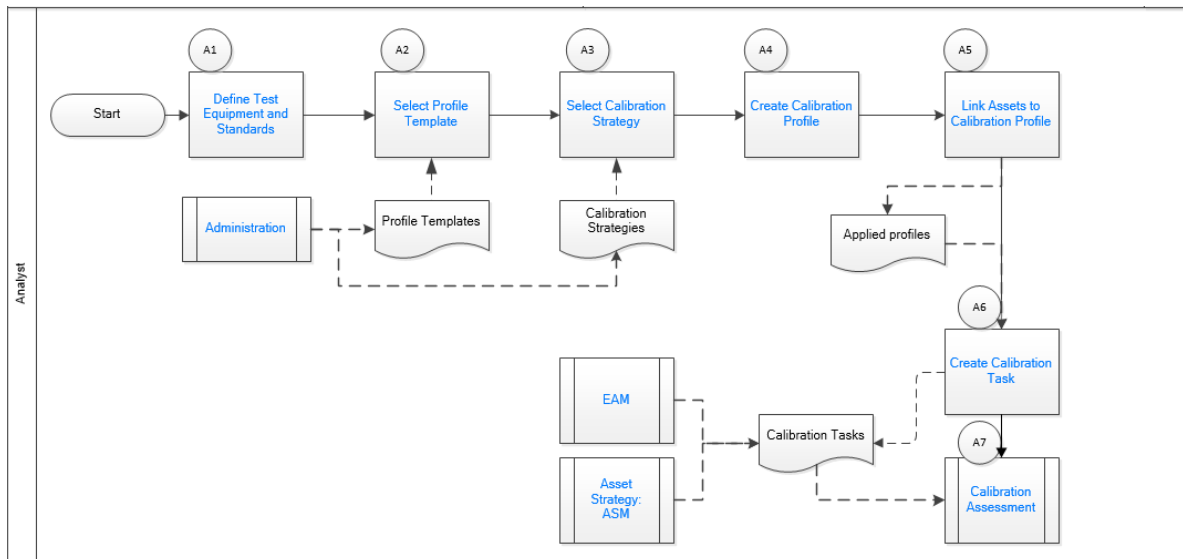 A1
A2
A3
A4
A5
Start
Define Test
Equipment and
Standards
Select Profile
Template
Select Calibration
Strategy
Create Calibration
Profile
Link Assets to
Calibration Profile
Administration
Profile Templates
Calibration
Strategies
Applied profiles
Analyst
A6
Create Calibration
Task
EAM
Calibration Tasks
A7
Asset
Strategy:
ASM
Calibration
Assessment